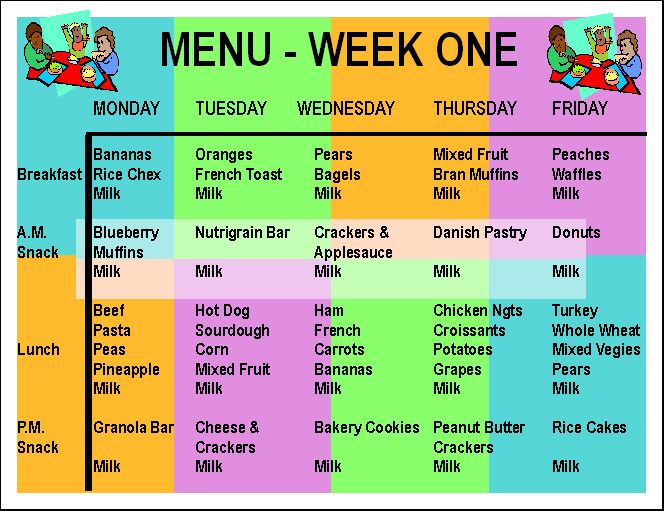 MENU - WEEK ONE
MONDAY TUESDAY WEDNESDAY THURSDAY FRIDAY
Bananas Oranges Pears Mixed Fruit Peaches
Breakfast Rice Chex French Toast Bagels Bran Muffins Waffles
Milk Milk Milk Milk Milk
A.M. Blueberry Nutrigrain Bar Crackers & Danish Pastry Donuts
Snack Muffins Applesauce
Milk Milk Milk Milk Milk
Beef Hot Dog Ham Chicken Ngts Turkey
Pasta Sourdough French Croissants Whole Wheat
Lunch Peas Corn Carrots Potatoes Mixed Vegies
Pineapple Mixed Fruit Bananas Grapes Pears
Milk Milk Milk Milk Milk
P.M. Granola Bar Cheese & Bakery Cookies Peanut Butter Rice Cakes
Snack Crackers Crackers
Milk Milk Milk Milk Milk